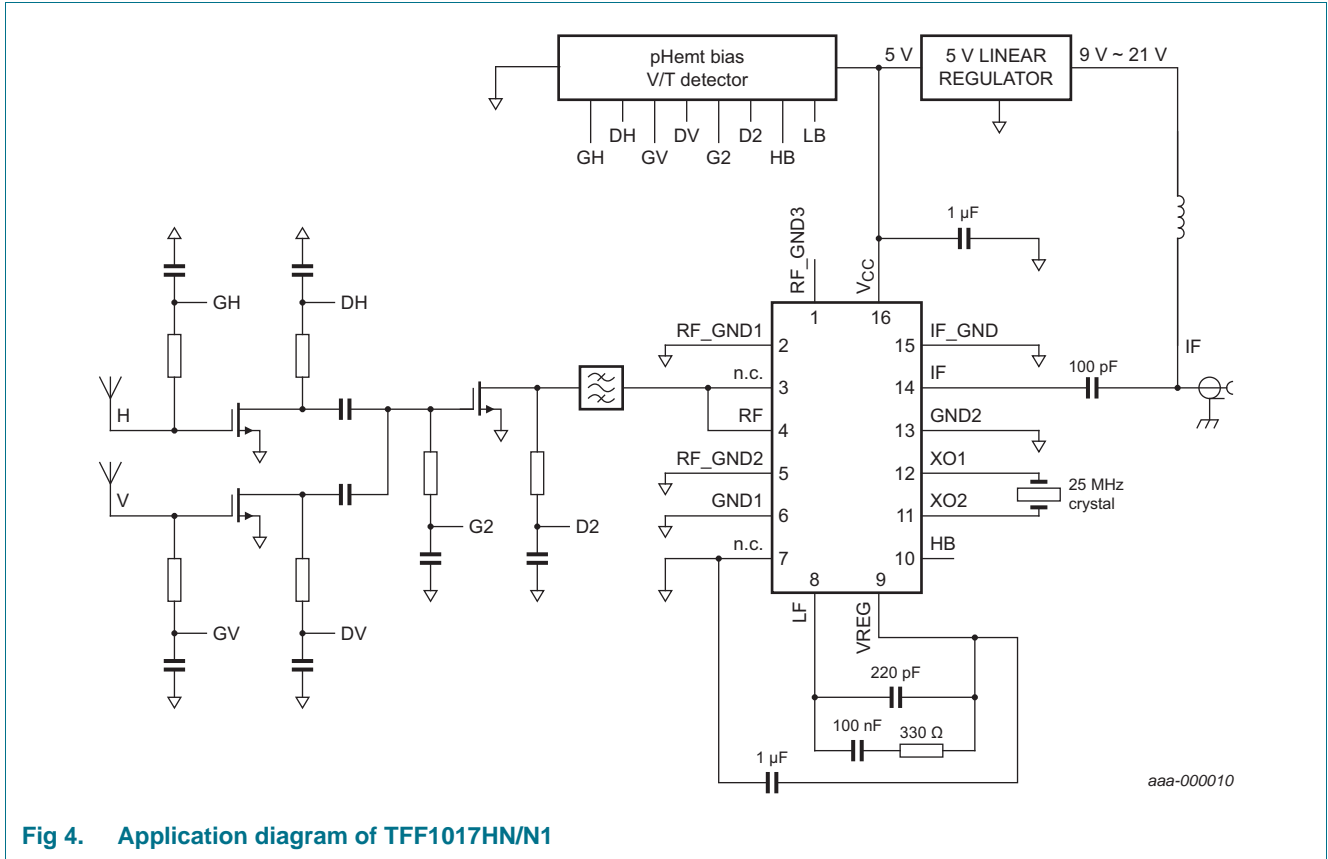 pHemt bias
V/T detector
5 V
5 V LINEAR
REGULATOR
9 V ~ 21 V
GH
DH
GV
DV
G2
D2
HB
LB
1 µF
RF_GND3
VCC
GH
DH
1
16
RF_GND1
2
15
IF_GND
n.c.
3
14
IF
100 pF
IF
H
RF
4
13
GND2
RF_GND2
5
12
XO1
25 MHz
crystal
V
GND1
6
11
XO2
G2
D2
n.c.
7
10
HB
8
9
LF
VREG
GV
DV
220 pF
100 nF
330 Ω
1 µF
aaa-000010
Fig 4. Application diagram of TFF1017HN/N1